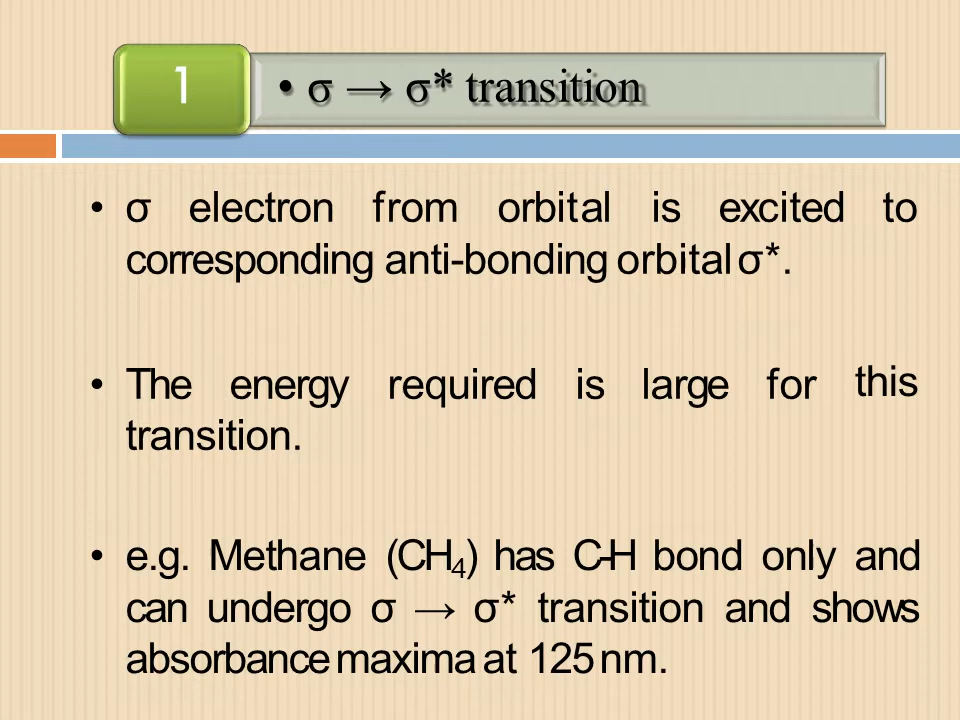 1
• σ → σ* transition
• σ electron from orbital is excited to
corresponding anti-bonding orbital σ*.
• The energy required is large for this
transition.
• e.g. Methane (CH₄) has C-H bond only and
can undergo σ → σ* transition and shows
absorbance maxima at 125 nm.